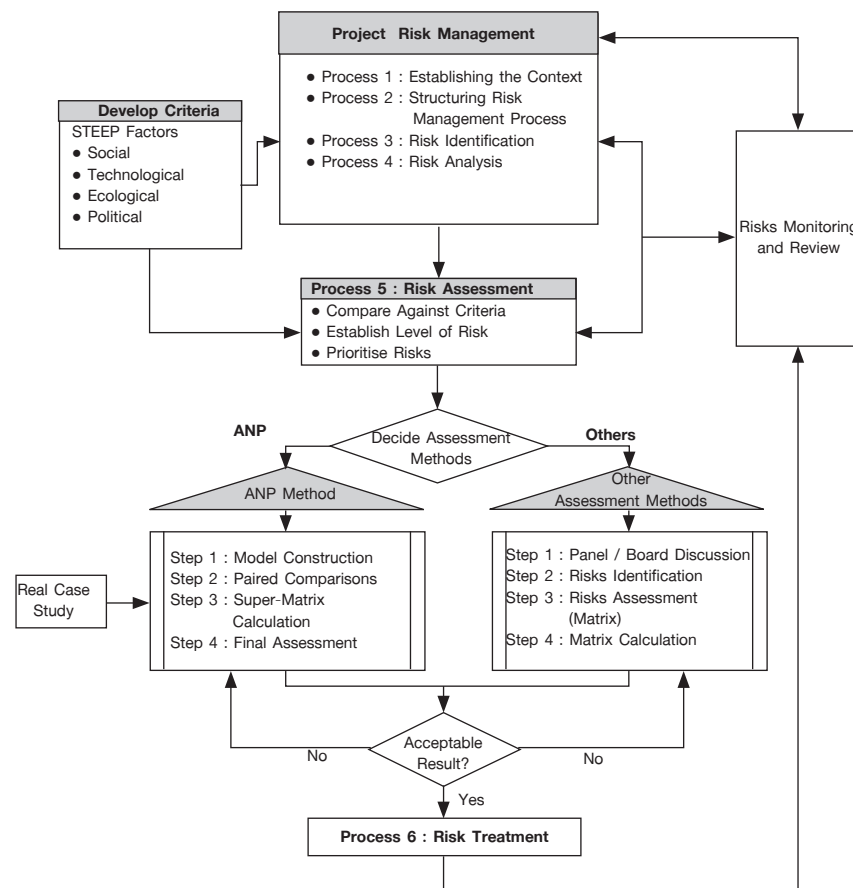 Project Risk Management
● Process 1 : Establishing the Context
● Process 2 : Structuring Risk
Management Process
● Process 3 : Risk Identification
● Process 4 : Risk Analysis
Develop Criteria
STEEP Factors
● Social
● Technological
● Ecological
● Political
Risks Monitoring
and Review
Process 5 : Risk Assessment
● Compare Against Criteria
● Establish Level of Risk
● Prioritise Risks
ANP
Decide Assessment
Methods
Others
ANP Method
Other
Assessment Methods
Real Case
Study
Step 1 : Model Construction
Step 2 : Paired Comparisons
Step 3 : Super-Matrix
Calculation
Step 4 : Final Assessment
Step 1 : Panel / Board Discussion
Step 2 : Risks Identification
Step 3 : Risks Assessment
(Matrix)
Step 4 : Matrix Calculation
No
Acceptable
Result?
No
Yes
Process 6 : Risk Treatment